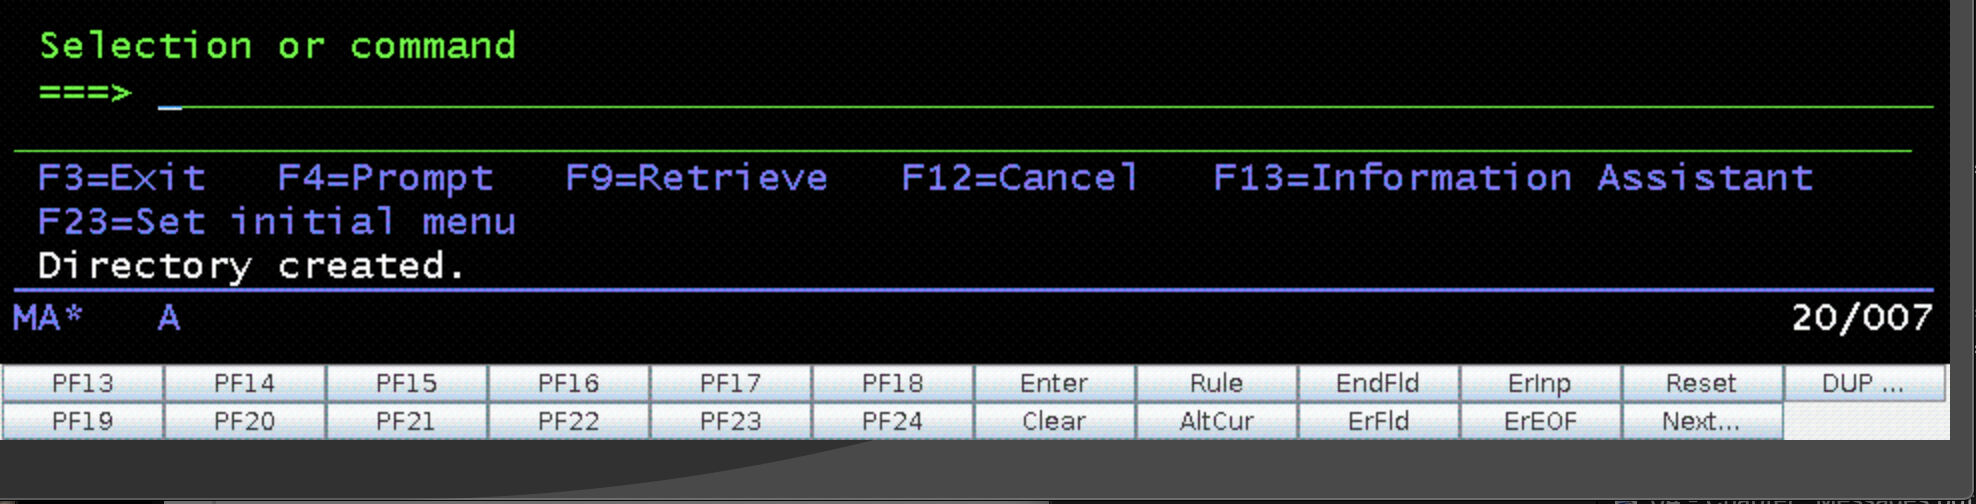 Selection or command
===> _
F3=Exit   F4=Prompt   F9=Retrieve   F12=Cancel   F13=Information Assistant
F23=Set initial menu
Directory created.
MA*   A   20/007
PF13 PF14 PF15 PF16 PF17 PF18 Enter Rule EndFld ErInp Reset DUP ...
PF19 PF20 PF21 PF22 PF23 PF24 Clear AltCur ErFld ErEOF Next...